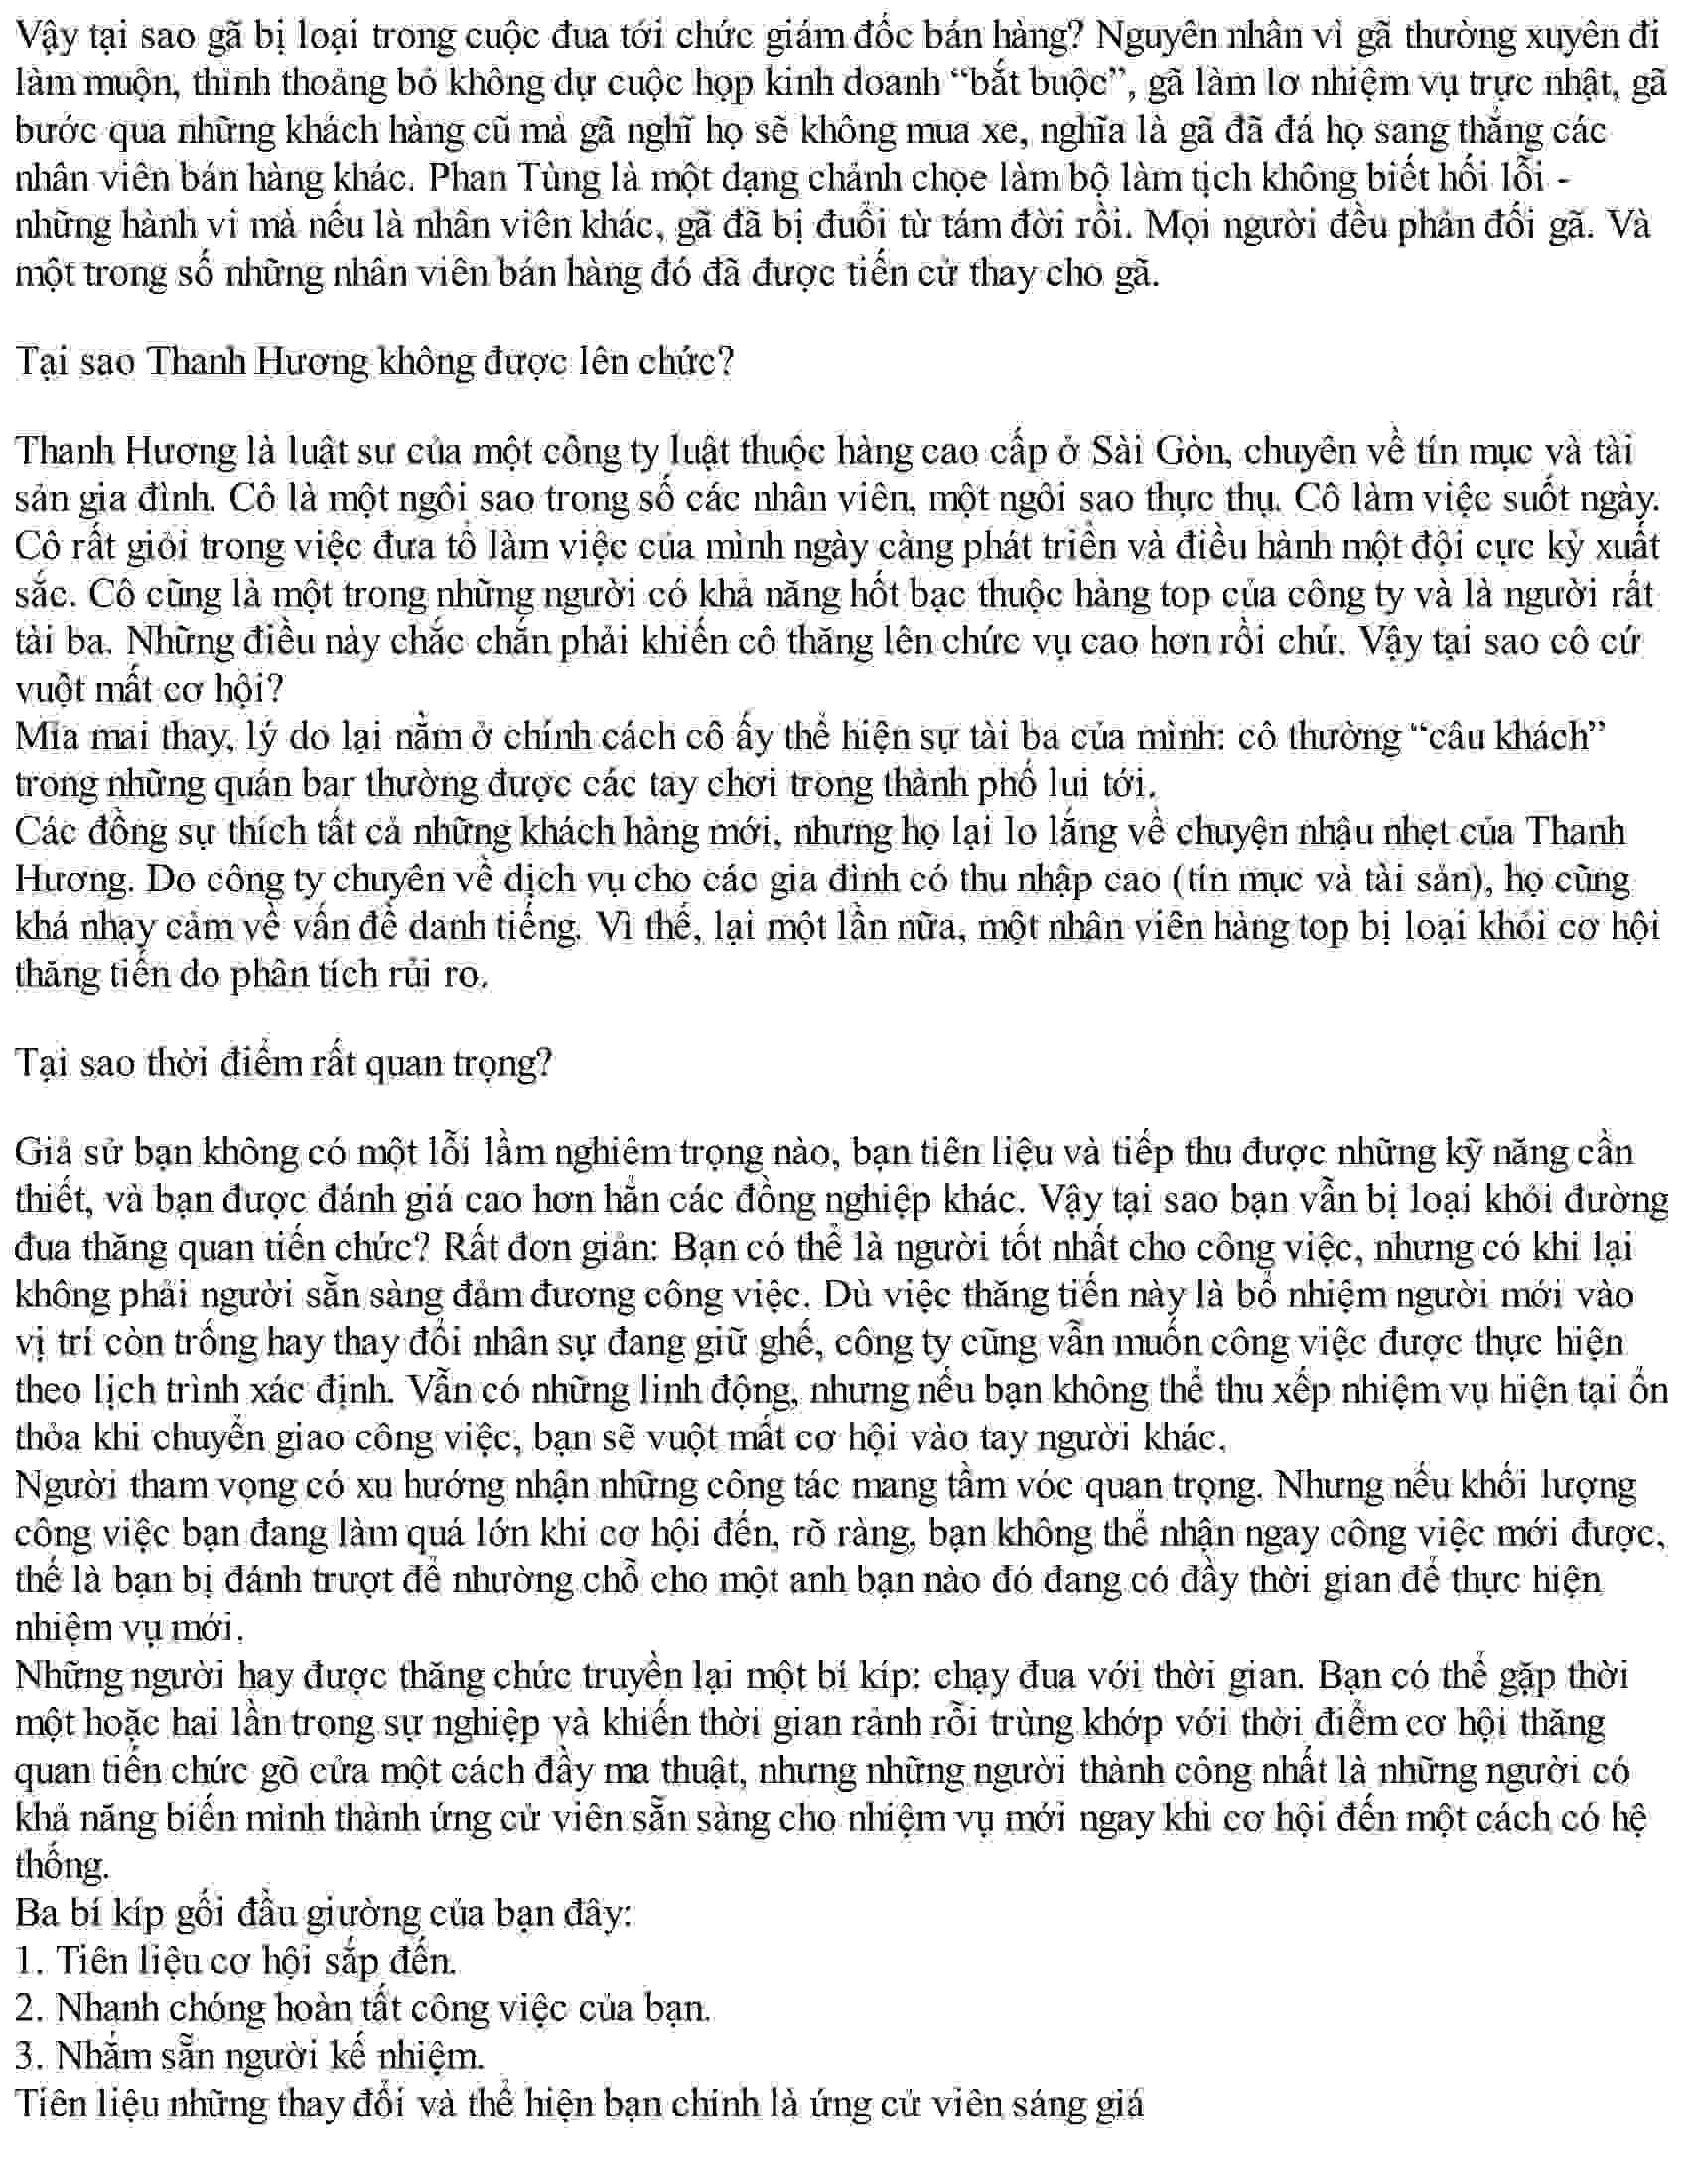 Vậy tại sao gã bị loại trong cuộc đua tới chức giám đốc bán hàng? Nguyên nhân vì gã thường xuyên đi
làm muộn, thỉnh thoảng bỏ không dự cuộc họp kinh doanh “bắt buộc”, gã làm lơ nhiệm vụ trực nhật, gã
bước qua những khách hàng cũ mà gã nghĩ họ sẽ không mua xe, nghĩa là gã đã đá họ sang thẳng các
nhân viên bán hàng khác. Phan Tùng là một dạng chảnh chọe làm bộ làm tịch không biết hối lỗi -
những hành vi mà nếu là nhân viên khác, gã đã bị đuổi từ tám đời rồi. Mọi người đều phản đối gã. Và
một trong số những nhân viên bán hàng đó đã được tiến cử thay cho gã.
Tại sao Thanh Hương không được lên chức?
Thanh Hương là luật sư của một công ty luật thuộc hàng cao cấp ở Sài Gòn, chuyên về tín mục và tài
sản gia đình. Cô là một ngôi sao trong số các nhân viên, một ngôi sao thực thụ. Cô làm việc suốt ngày.
Cô rất giỏi trong việc đưa tổ làm việc của mình ngày càng phát triển và điều hành một đội cực kỳ xuất
sắc. Cô cũng là một trong những người có khả năng hốt bạc thuộc hàng top của công ty và là người rất
tài ba. Những điều này chắc chắn phải khiến cô thăng lên chức vụ cao hơn rồi chứ. Vậy tại sao cô cứ
vuột mất cơ hội?
Mỉa mai thay, lý do lại nằm ở chính cách cô ấy thể hiện sự tài ba của mình: cô thường “câu khách”
trong những quán bar thường được các tay chơi trong thành phố lui tới.
Các đồng sự thích tất cả những khách hàng mới, nhưng họ lại lo lắng về chuyện nhậu nhẹt của Thanh
Hương. Do công ty chuyên về dịch vụ cho các gia đình có thu nhập cao (tín mục và tài sản), họ cũng
khá nhạy cảm về vấn đề danh tiếng. Vì thế, lại một lần nữa, một nhân viên hàng top bị loại khỏi cơ hội
thăng tiến do phân tích rủi ro.
Tại sao thời điểm rất quan trọng?
Giả sử bạn không có một lỗi lầm nghiêm trọng nào, bạn tiên liệu và tiếp thu được những kỹ năng cần
thiết, và bạn được đánh giá cao hơn hẳn các đồng nghiệp khác. Vậy tại sao bạn vẫn bị loại khỏi đường
đua thăng quan tiến chức? Rất đơn giản: Bạn có thể là người tốt nhất cho công việc, nhưng có khi lại
không phải người sẵn sàng đảm đương công việc. Dù việc thăng tiến này là bổ nhiệm người mới vào
vị trí còn trống hay thay đổi nhân sự đang giữ ghế, công ty cũng vẫn muốn công việc được thực hiện
theo lịch trình xác định. Vẫn có những linh động, nhưng nếu bạn không thể thu xếp nhiệm vụ hiện tại ổn
thỏa khi chuyển giao công việc, bạn sẽ vuột mất cơ hội vào tay người khác.
Người tham vọng có xu hướng nhận những công tác mang tầm vóc quan trọng. Nhưng nếu khối lượng
công việc bạn đang làm quá lớn khi cơ hội đến, rõ ràng, bạn không thể nhận ngay công việc mới được,
thế là bạn bị đánh trượt để nhường chỗ cho một anh bạn nào đó đang có đầy thời gian để thực hiện
nhiệm vụ mới.
Những người hay được thăng chức truyền lại một bí kíp: chạy đua với thời gian. Bạn có thể gặp thời
một hoặc hai lần trong sự nghiệp và khiến thời gian rảnh rỗi trùng khớp với thời điểm cơ hội thăng
quan tiến chức gõ cửa một cách đầy ma thuật, nhưng những người thành công nhất là những người có
khả năng biến mình thành ứng cử viên sẵn sàng cho nhiệm vụ mới ngay khi cơ hội đến một cách có hệ
thống.
Ba bí kíp gối đầu giường của bạn đây:
1. Tiên liệu cơ hội sắp đến.
2. Nhanh chóng hoàn tất công việc của bạn.
3. Nhắm sẵn người kế nhiệm.
Tiên liệu những thay đổi và thể hiện bạn chính là ứng cử viên sáng giá